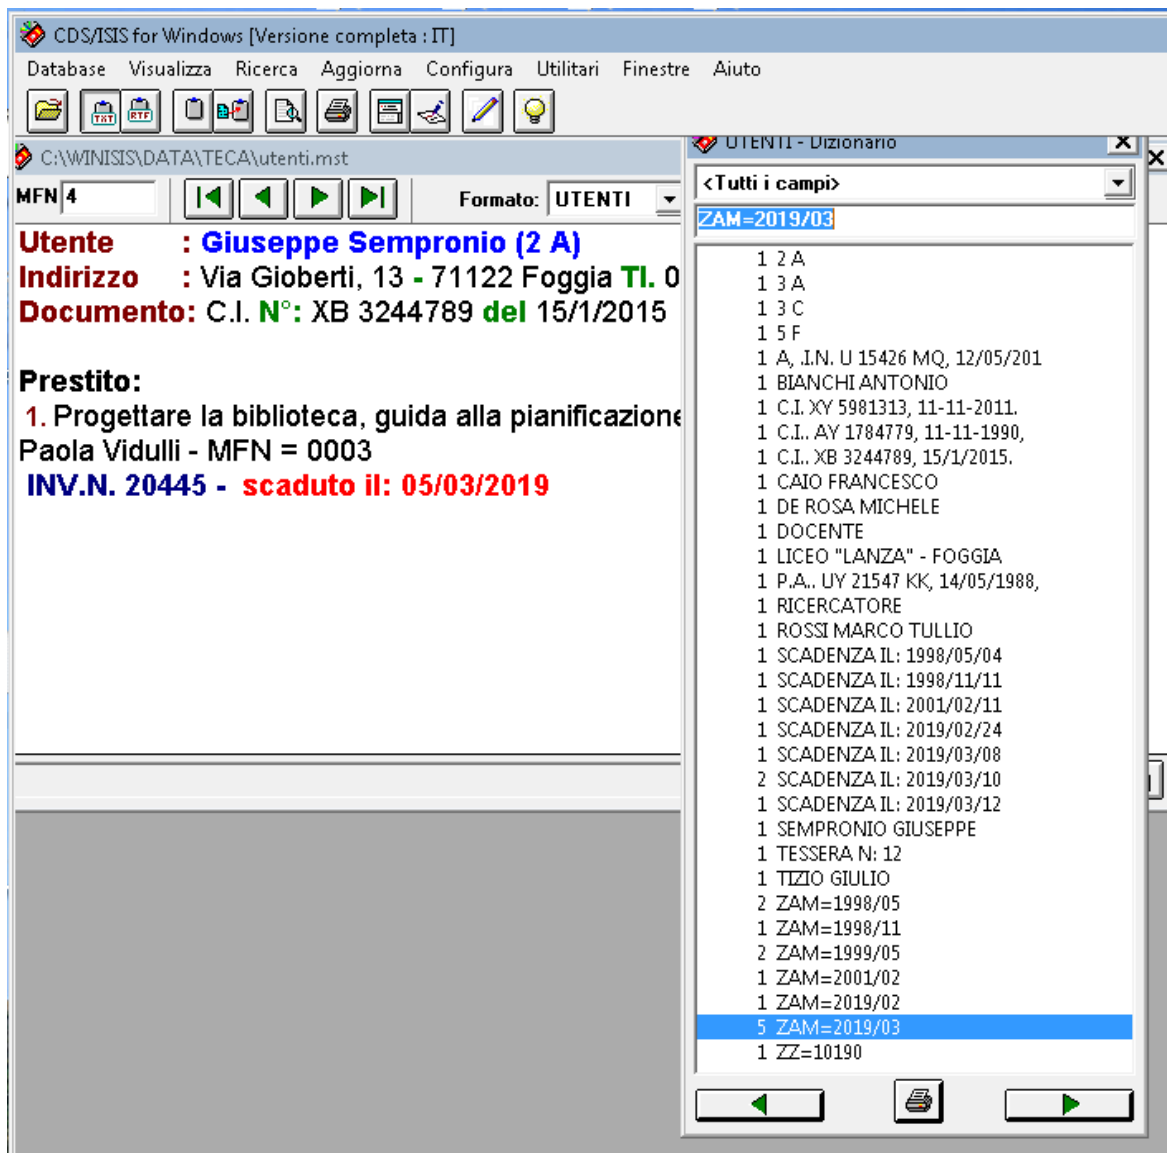 CDS/ISIS for Windows [Versione completa : IT]
Database Visualizza Ricerca Aggiorna Configura Utilitari Finestre Aiuto
TXT RTF
C:\WINISIS\DATA\TECA\utenti.mst
MFN 4 Formato: UTENTI
Utente : Giuseppe Sempronio (2 A)
Indirizzo : Via Gioberti, 13 - 71122 Foggia Tl. 0
Documento: C.I. N°: XB 3244789 del 15/1/2015
Prestito:
1. Progettare la biblioteca, guida alla pianificazione
Paola Vidulli - MFN = 0003
INV.N. 20445 - scaduto il: 05/03/2019
UTENTI - Dizionario
<Tutti i campi>
ZAM=2019/03
1 2 A
1 3 A
1 3 C
1 5 F
1 A, .I.N. U 15426 MQ, 12/05/201
1 BIANCHI ANTONIO
1 C.I. XY 5981313, 11-11-2011.
1 C.I.. AY 1784779, 11-11-1990,
1 C.I.. XB 3244789, 15/1/2015.
1 CAIO FRANCESCO
1 DE ROSA MICHELE
1 DOCENTE
1 LICEO "LANZA" - FOGGIA
1 P.A.. UY 21547 KK, 14/05/1988,
1 RICERCATORE
1 ROSSI MARCO TULLIO
1 SCADENZA IL: 1998/05/04
1 SCADENZA IL: 1998/11/11
1 SCADENZA IL: 2001/02/11
1 SCADENZA IL: 2019/02/24
1 SCADENZA IL: 2019/03/08
2 SCADENZA IL: 2019/03/10
1 SCADENZA IL: 2019/03/12
1 SEMPRONIO GIUSEPPE
1 TESSERA N: 12
1 TIZIO GIULIO
2 ZAM=1998/05
1 ZAM=1998/11
2 ZAM=1999/05
1 ZAM=2001/02
1 ZAM=2019/02
5 ZAM=2019/03
1 ZZ=10190